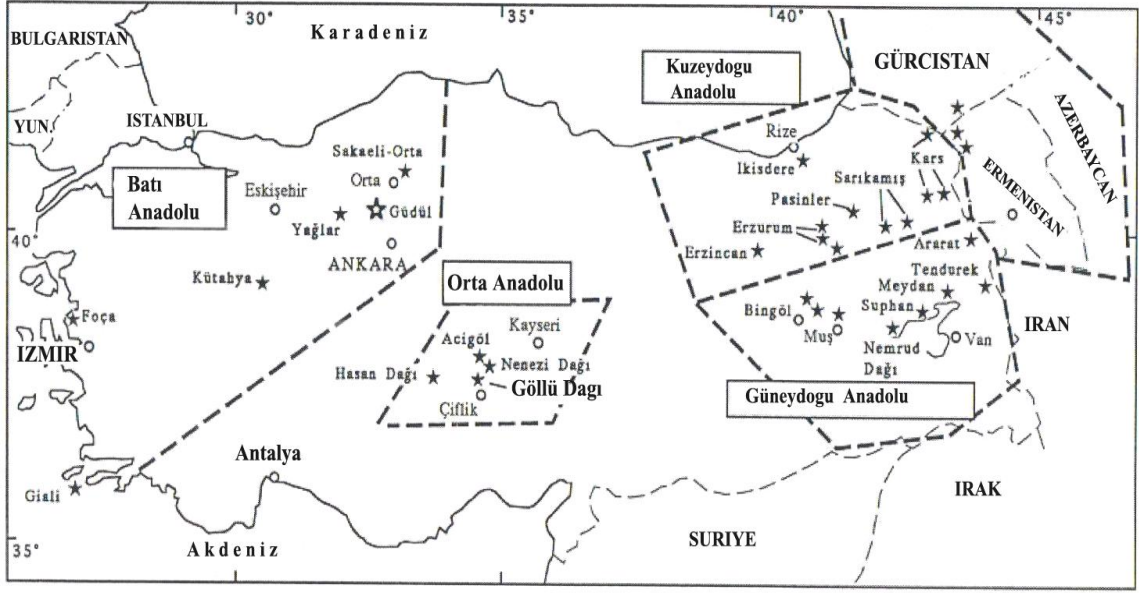 30°
35°
40°
45°
BULGARISTAN
Karadeniz
Kuzeydogu
Anadolu
GÜRCISTAN
AZERBAYCAN
YUN.
ISTANBUL
Rize
Ikisdere
Kars
ERMENISTAN
Sakaeli-Orta
Orta
Batı
Anadolu
Eskişehir
Güdül
Yağlar
Sarıkamış
Pasinler
Erzurum
40°
ANKARA
Erzincan
Ararat
Kütahya
Orta Anadolu
Tendurek
Meydan
Suphan
Bingöl
Muş
IRAN
Foça
IZMIR
Kayseri
Acigöl
Nenezi Dağı
Hasan Dağı
Göllü Dagı
Çiflik
Van
Nemrud
Dağı
Güneydogu Anadolu
Antalya
Giali
IRAK
SURIYE
Akdeniz
35°